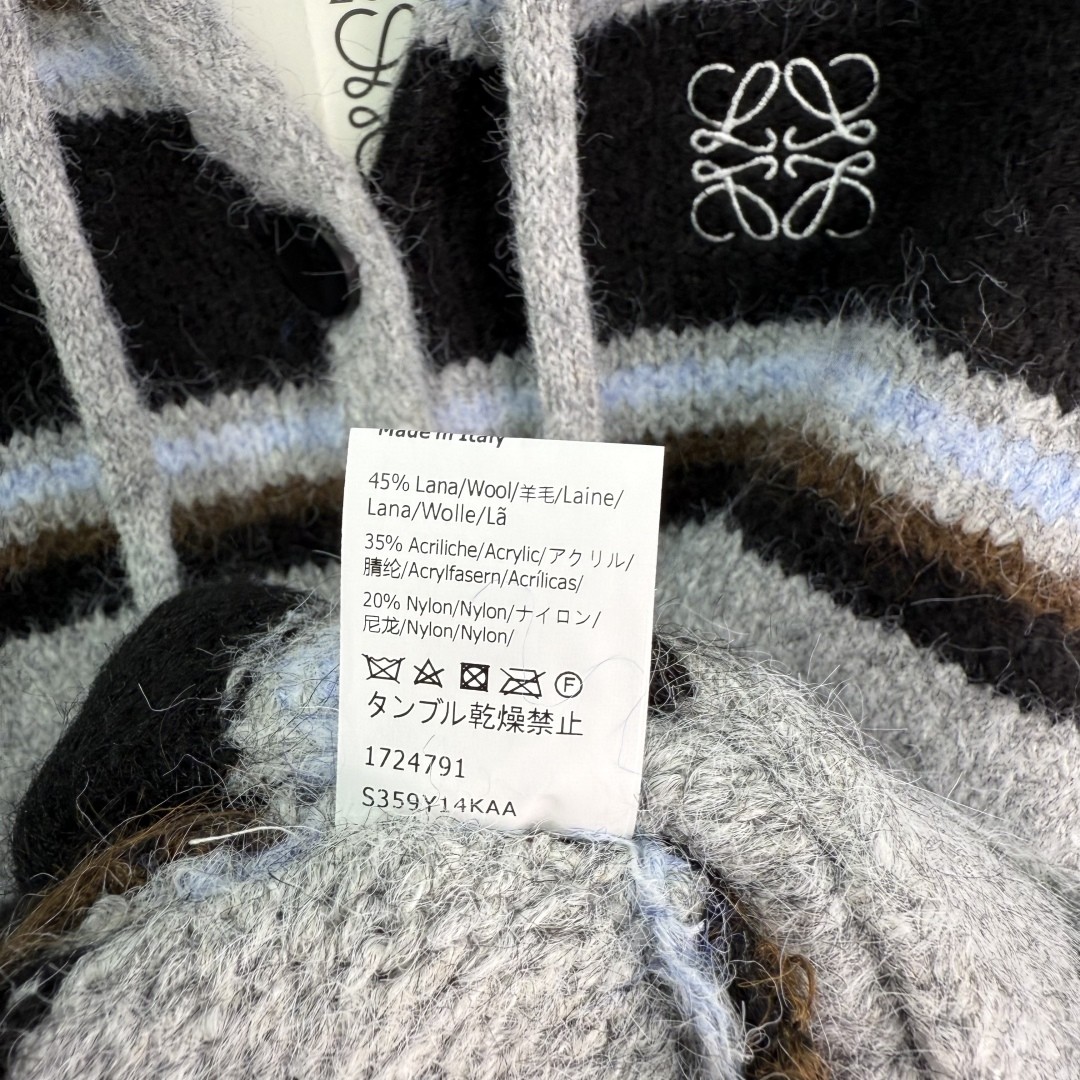 Made in Italy
45% Lana/Wool/羊毛/Laine/
Lana/Wolle/Lã
35% Acriliche/Acrylic/アクリル/
腈纶/Acrylfasern/Acrílicas/
20% Nylon/Nylon/ナイロン/
尼龙/Nylon/Nylon/
F
タンブル乾燥禁止
1724791
S359Y14KAA